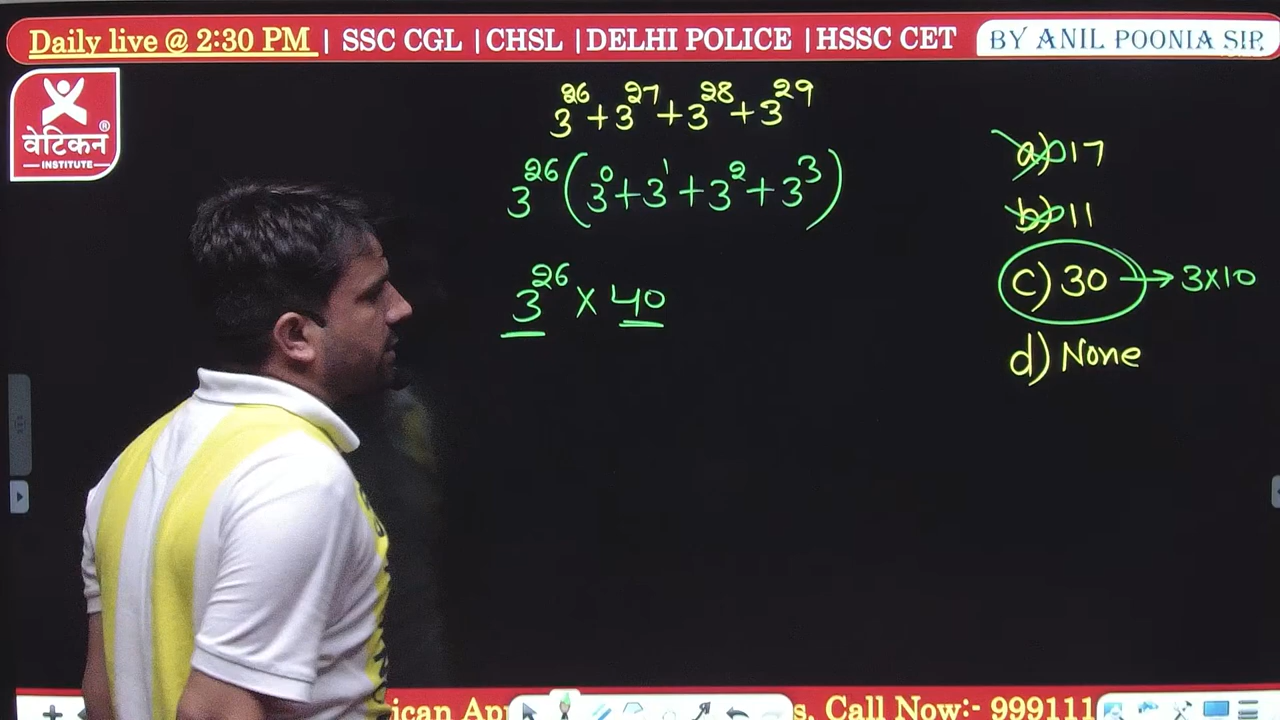 Daily live @ 2:30 PM | SSC CGL |CHSL |DELHI POLICE |HSSC CET
BY ANIL POONIA SIR
वेटिकन
INSTITUTE
3^26 + 3^27 + 3^28 + 3^29
3^26 (3^0 + 3^1 + 3^2 + 3^3)
3^26 × 40
a) 17
b) 11
c) 30 → 3×10
d) None
s, Call Now:- 999111